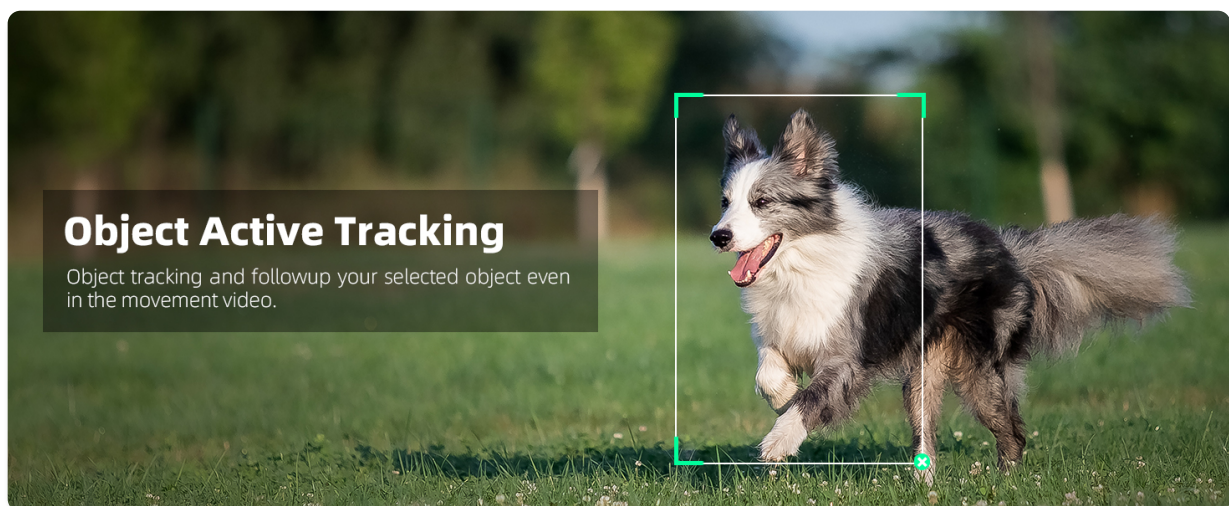 Object Active Tracking
Object tracking and followup your selected object even
in the movement video.